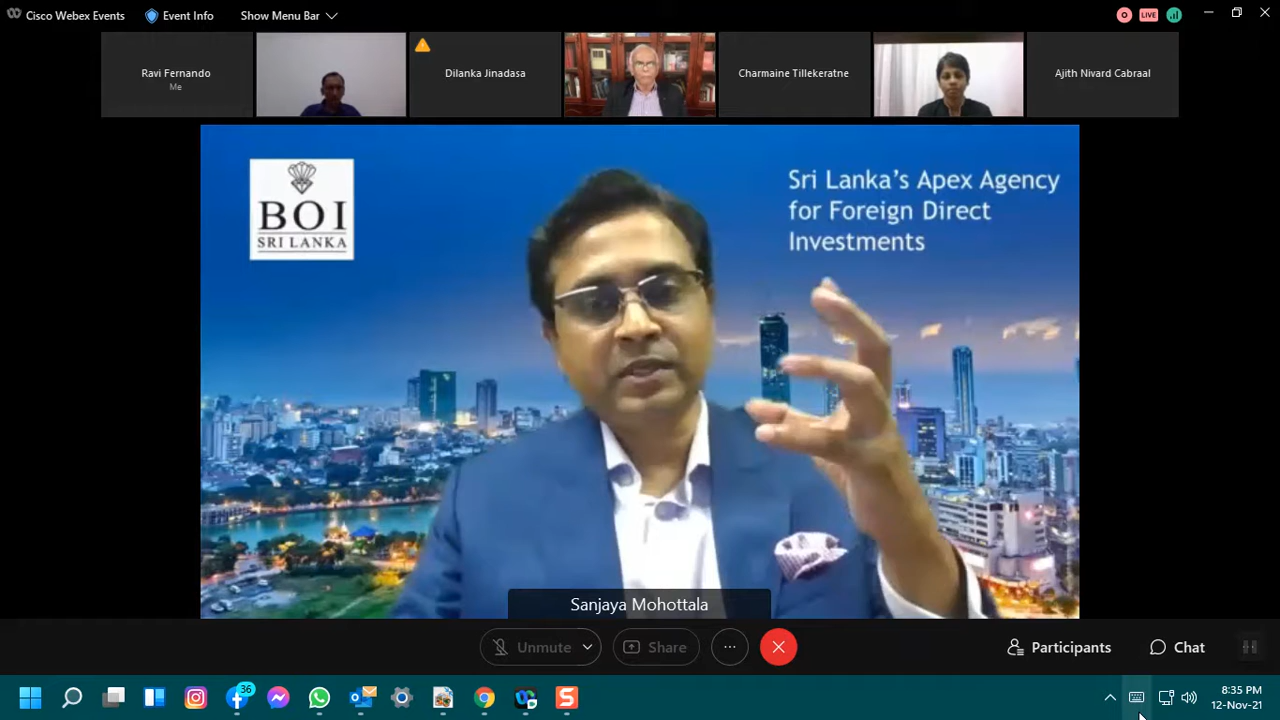 Cisco Webex Events
Event Info
Show Menu Bar
LIVE
Ravi Fernando
Me
Dilanka Jinadasa
Charmaine Tillekeratne
Ajith Nivard Cabraal
BOI
SRI LANKA
Sri Lanka's Apex Agency
for Foreign Direct
Investments
Sanjaya Mohottala
Unmute
Share
Participants
Chat
36
8:35 PM
12-Nov-21